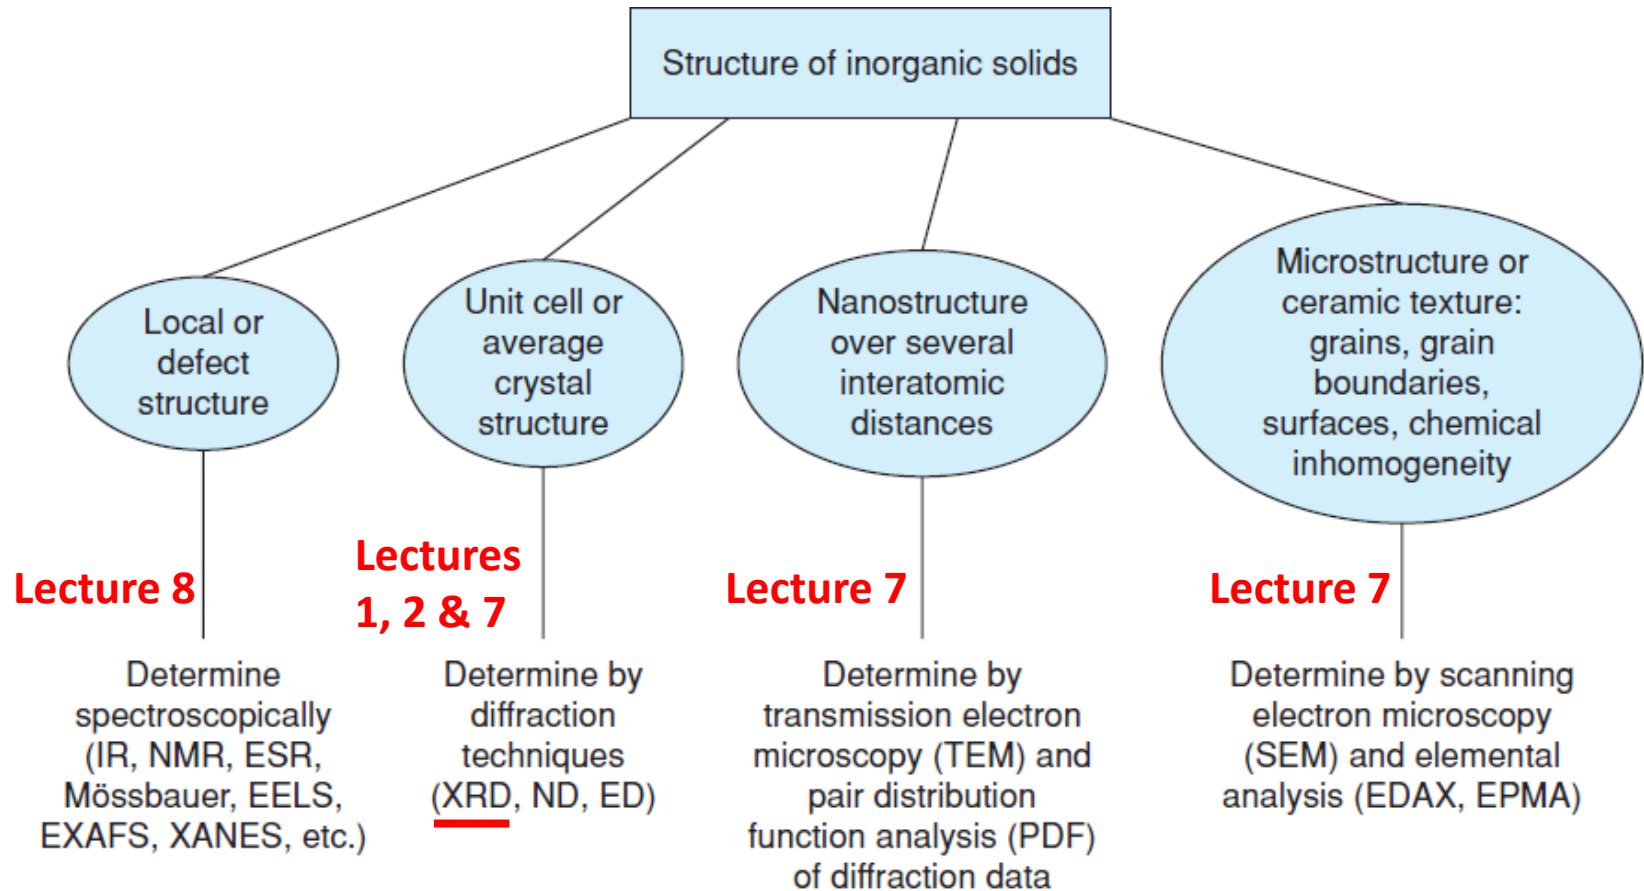 Structure of inorganic solids
Local or
defect
structure
Unit cell or
average
crystal
structure
Nanostructure
over several
interatomic
distances
Microstructure or
ceramic texture:
grains, grain
boundaries,
surfaces, chemical
inhomogeneity
Lecture 8
Lectures
1, 2 & 7
Lecture 7
Lecture 7
Determine
spectroscopically
(IR, NMR, ESR,
Mössbauer, EELS,
EXAFS, XANES, etc.)
Determine by
diffraction
techniques
(XRD, ND, ED)
Determine by
transmission electron
microscopy (TEM) and
pair distribution
function analysis (PDF)
of diffraction data
Determine by scanning
electron microscopy
(SEM) and elemental
analysis (EDAX, EPMA)